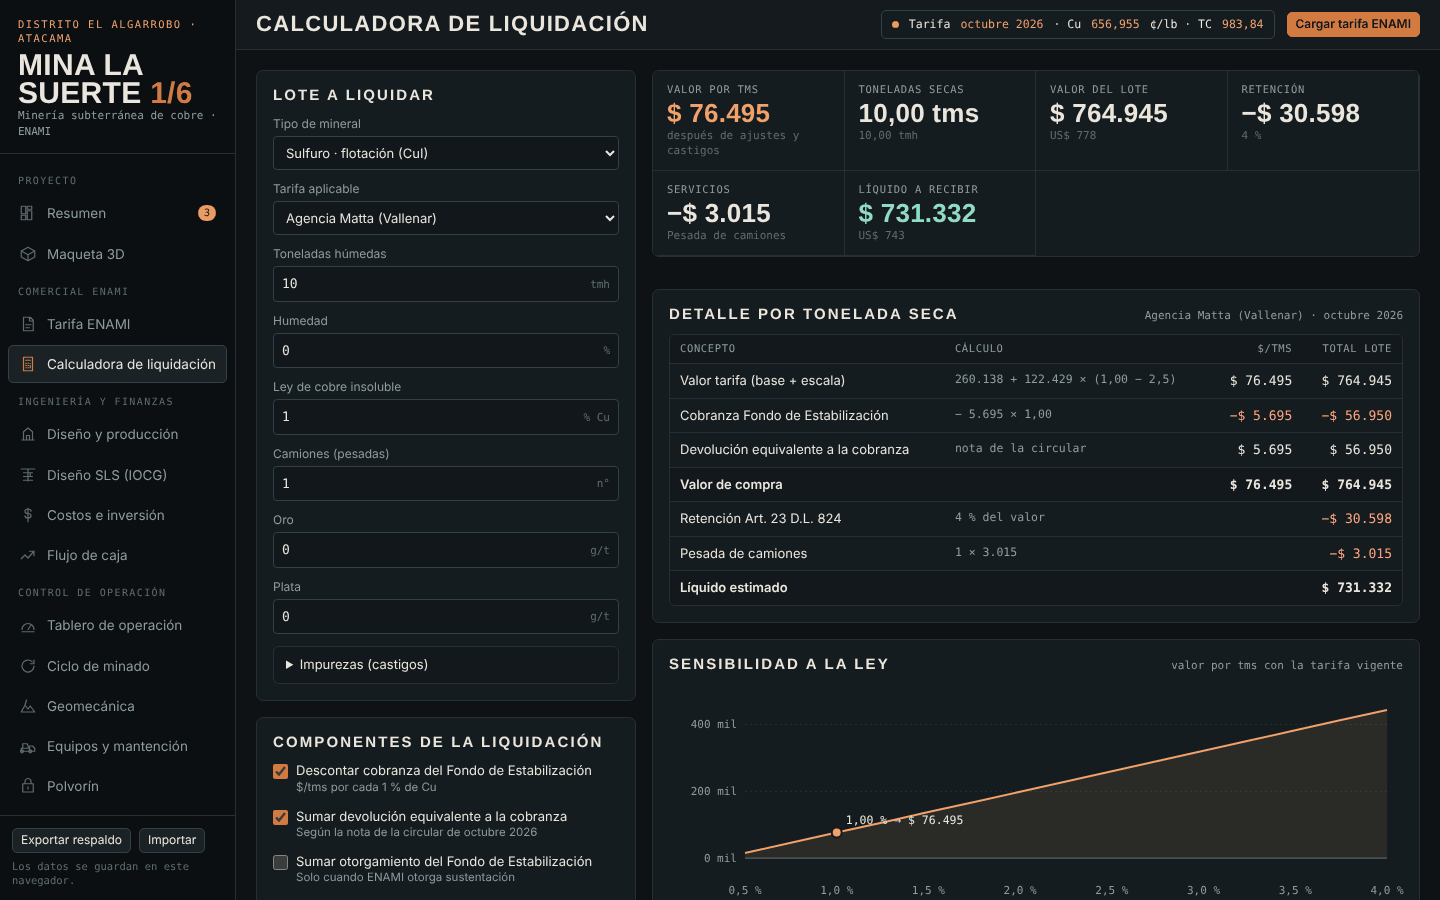 DISTRITO EL ALGARROBO ·
ATACAMA
MINA LA
SUERTE 1/6
Minería subterránea de cobre ·
ENAMI
PROYECTO
Resumen 3
Maqueta 3D
COMERCIAL ENAMI
Tarifa ENAMI
Calculadora de liquidación
INGENIERÍA Y FINANZAS
Diseño y producción
Diseño SLS (IOCG)
Costos e inversión
Flujo de caja
CONTROL DE OPERACIÓN
Tablero de operación
Ciclo de minado
Geomecánica
Equipos y mantención
Polvorín
Exportar respaldo Importar
Los datos se guardan en este
navegador.
CALCULADORA DE LIQUIDACIÓN
Tarifa octubre 2026 · Cu 656,955 ¢/lb · TC 983,84
Cargar tarifa ENAMI
LOTE A LIQUIDAR
Tipo de mineral
Sulfuro · flotación (CuI)
Tarifa aplicable
Agencia Matta (Vallenar)
Toneladas húmedas
10 tmh
Humedad
0 %
Ley de cobre insoluble
1 % Cu
Camiones (pesadas)
1 n°
Oro
0 g/t
Plata
0 g/t
Impurezas (castigos)
COMPONENTES DE LA LIQUIDACIÓN
Descontar cobranza del Fondo de Estabilización
$/tms por cada 1 % de Cu
Sumar devolución equivalente a la cobranza
Según la nota de la circular de octubre 2026
Sumar otorgamiento del Fondo de Estabilización
Solo cuando ENAMI otorga sustentación
VALOR POR TMS
$ 76.495
después de ajustes y
castigos
TONELADAS SECAS
10,00 tms
10,00 tmh
VALOR DEL LOTE
$ 764.945
US$ 778
RETENCIÓN
−$ 30.598
4 %
SERVICIOS
−$ 3.015
Pesada de camiones
LÍQUIDO A RECIBIR
$ 731.332
US$ 743
DETALLE POR TONELADA SECA
Agencia Matta (Vallenar) · octubre 2026
CONCEPTO CÁLCULO $/TMS TOTAL LOTE
Valor tarifa (base + escala) 260.138 + 122.429 × (1,00 − 2,5) $ 76.495 $ 764.945
Cobranza Fondo de Estabilización − 5.695 × 1,00 −$ 5.695 −$ 56.950
Devolución equivalente a la cobranza nota de la circular $ 5.695 $ 56.950
Valor de compra $ 76.495 $ 764.945
Retención Art. 23 D.L. 824 4 % del valor −$ 30.598
Pesada de camiones 1 × 3.015 −$ 3.015
Líquido estimado $ 731.332
SENSIBILIDAD A LA LEY
valor por tms con la tarifa vigente
400 mil
200 mil
1,00 % → $ 76.495
0 mil
0,5 % 1,0 % 1,5 % 2,0 % 2,5 % 3,0 % 3,5 % 4,0 %